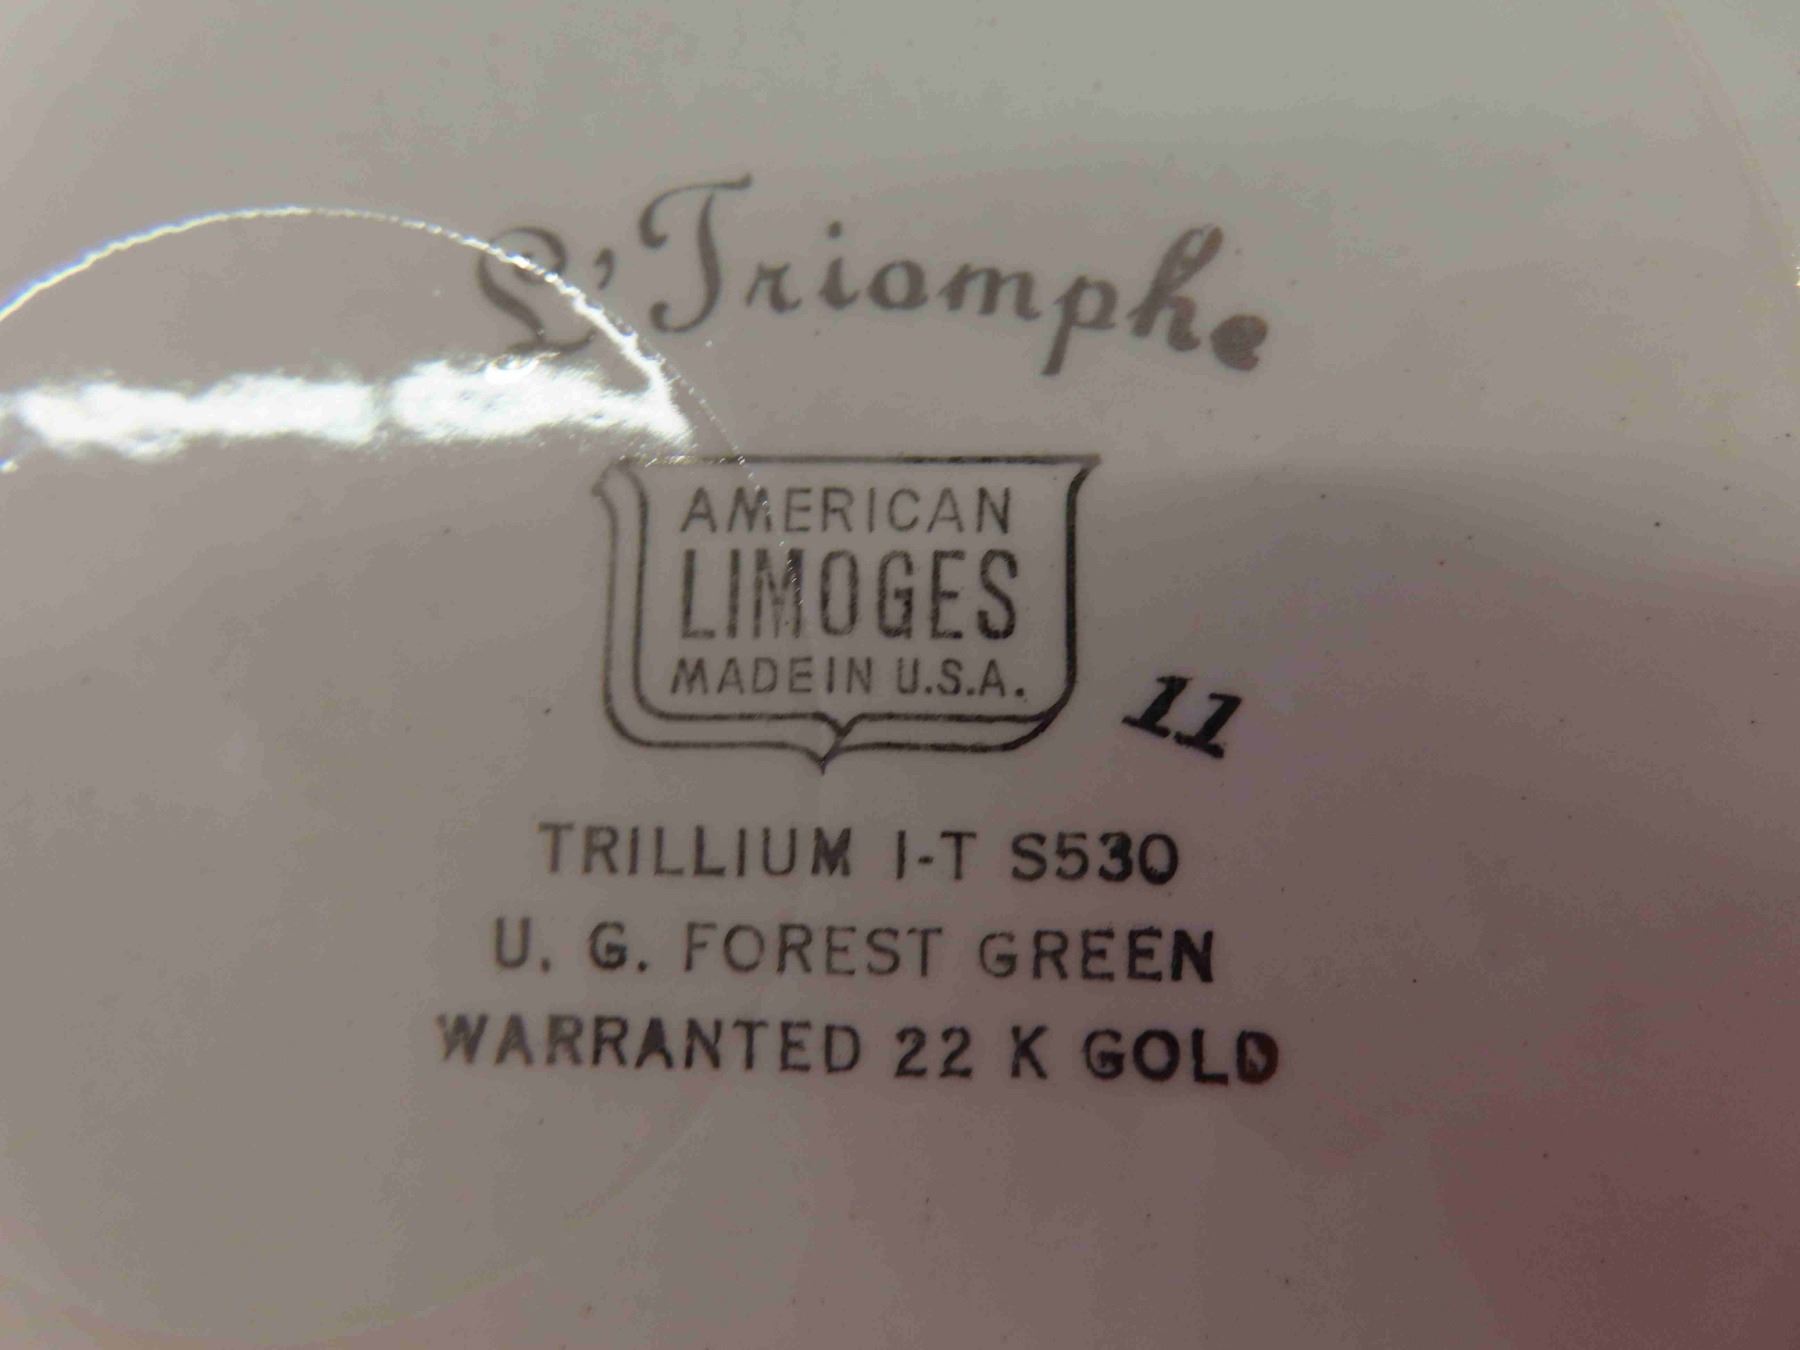 L'Triomphe
AMERICAN
LIMOGES
MADE IN U.S.A.
11
TRILLIUM I-T S530
U. G. FOREST GREEN
WARRANTED 22 K GOLD